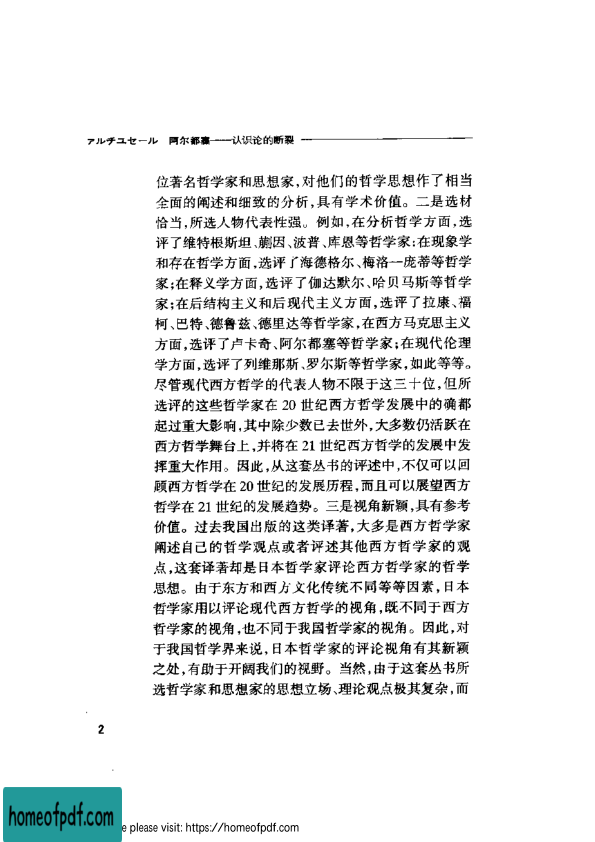 アルチユセール 阿尔都塞——认识论的断裂
位著名哲学家和思想家,对他们的哲学思想作了相当
全面的阐述和细致的分析,具有学术价值。二是选材
恰当,所选人物代表性强。例如,在分析哲学方面,选
评了维特根斯坦、蒯因、波普、库恩等哲学家;在现象学
和存在哲学方面,选评了海德格尔、梅洛一庞蒂等哲学
家;在释义学方面,选评了伽达默尔、哈贝马斯等哲学
家;在后结构主义和后现代主义方面,选评了拉康、福
柯、巴特、德鲁兹、德里达等哲学家,在西方马克思主义
方面,选评了卢卡奇、阿尔都塞等哲学家;在现代伦理
学方面,选评了列维那斯、罗尔斯等哲学家,如此等等。
尽管现代西方哲学的代表人物不限于这三十位,但所
选评的这些哲学家在 20 世纪西方哲学发展中的确都
起过重大影响,其中除少数已去世外,大多数仍活跃在
西方哲学舞台上,并将在 21 世纪西方哲学的发展中发
挥重大作用。因此,从这套丛书的评述中,不仅可以回
顾西方哲学在 20 世纪的发展历程,而且可以展望西方
哲学在 21 世纪的发展趋势。三是视角新颖,具有参考
价值。过去我国出版的这类译著,大多是西方哲学家
阐述自己的哲学观点或者评述其他西方哲学家的观
点,这套译著却是日本哲学家评论西方哲学家的哲学
思想。由于东方和西方文化传统不同等等因素,日本
哲学家用以评论现代西方哲学的视角,既不同于西方
哲学家的视角,也不同于我国哲学家的视角。因此,对
于我国哲学界来说,日本哲学家的评论视角有其新颖
之处,有助于开阔我们的视野。当然,由于这套丛书所
选哲学家和思想家的思想立场、理论观点极其复杂,而
2
homeofpdf.com
e please visit: https://homeofpdf.com